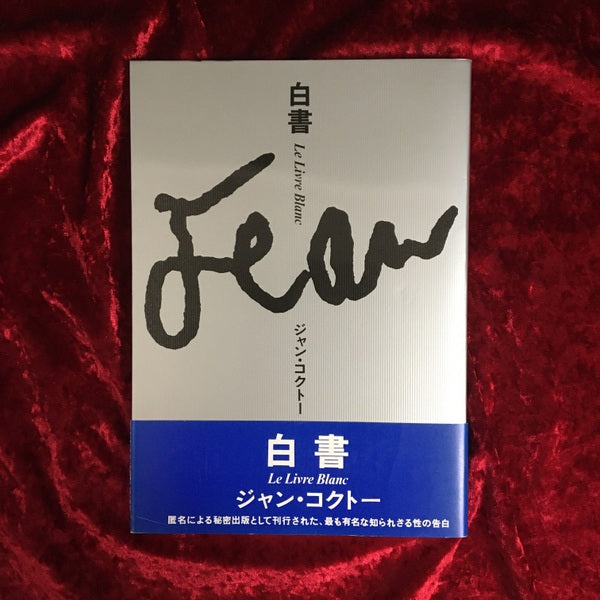 白書
Le Livre Blanc
Jean
ジャン・コクトー
白書
Le Livre Blanc
ジャン・コクトー
匿名による秘密出版として刊行された、最も有名な知られざる性の告白